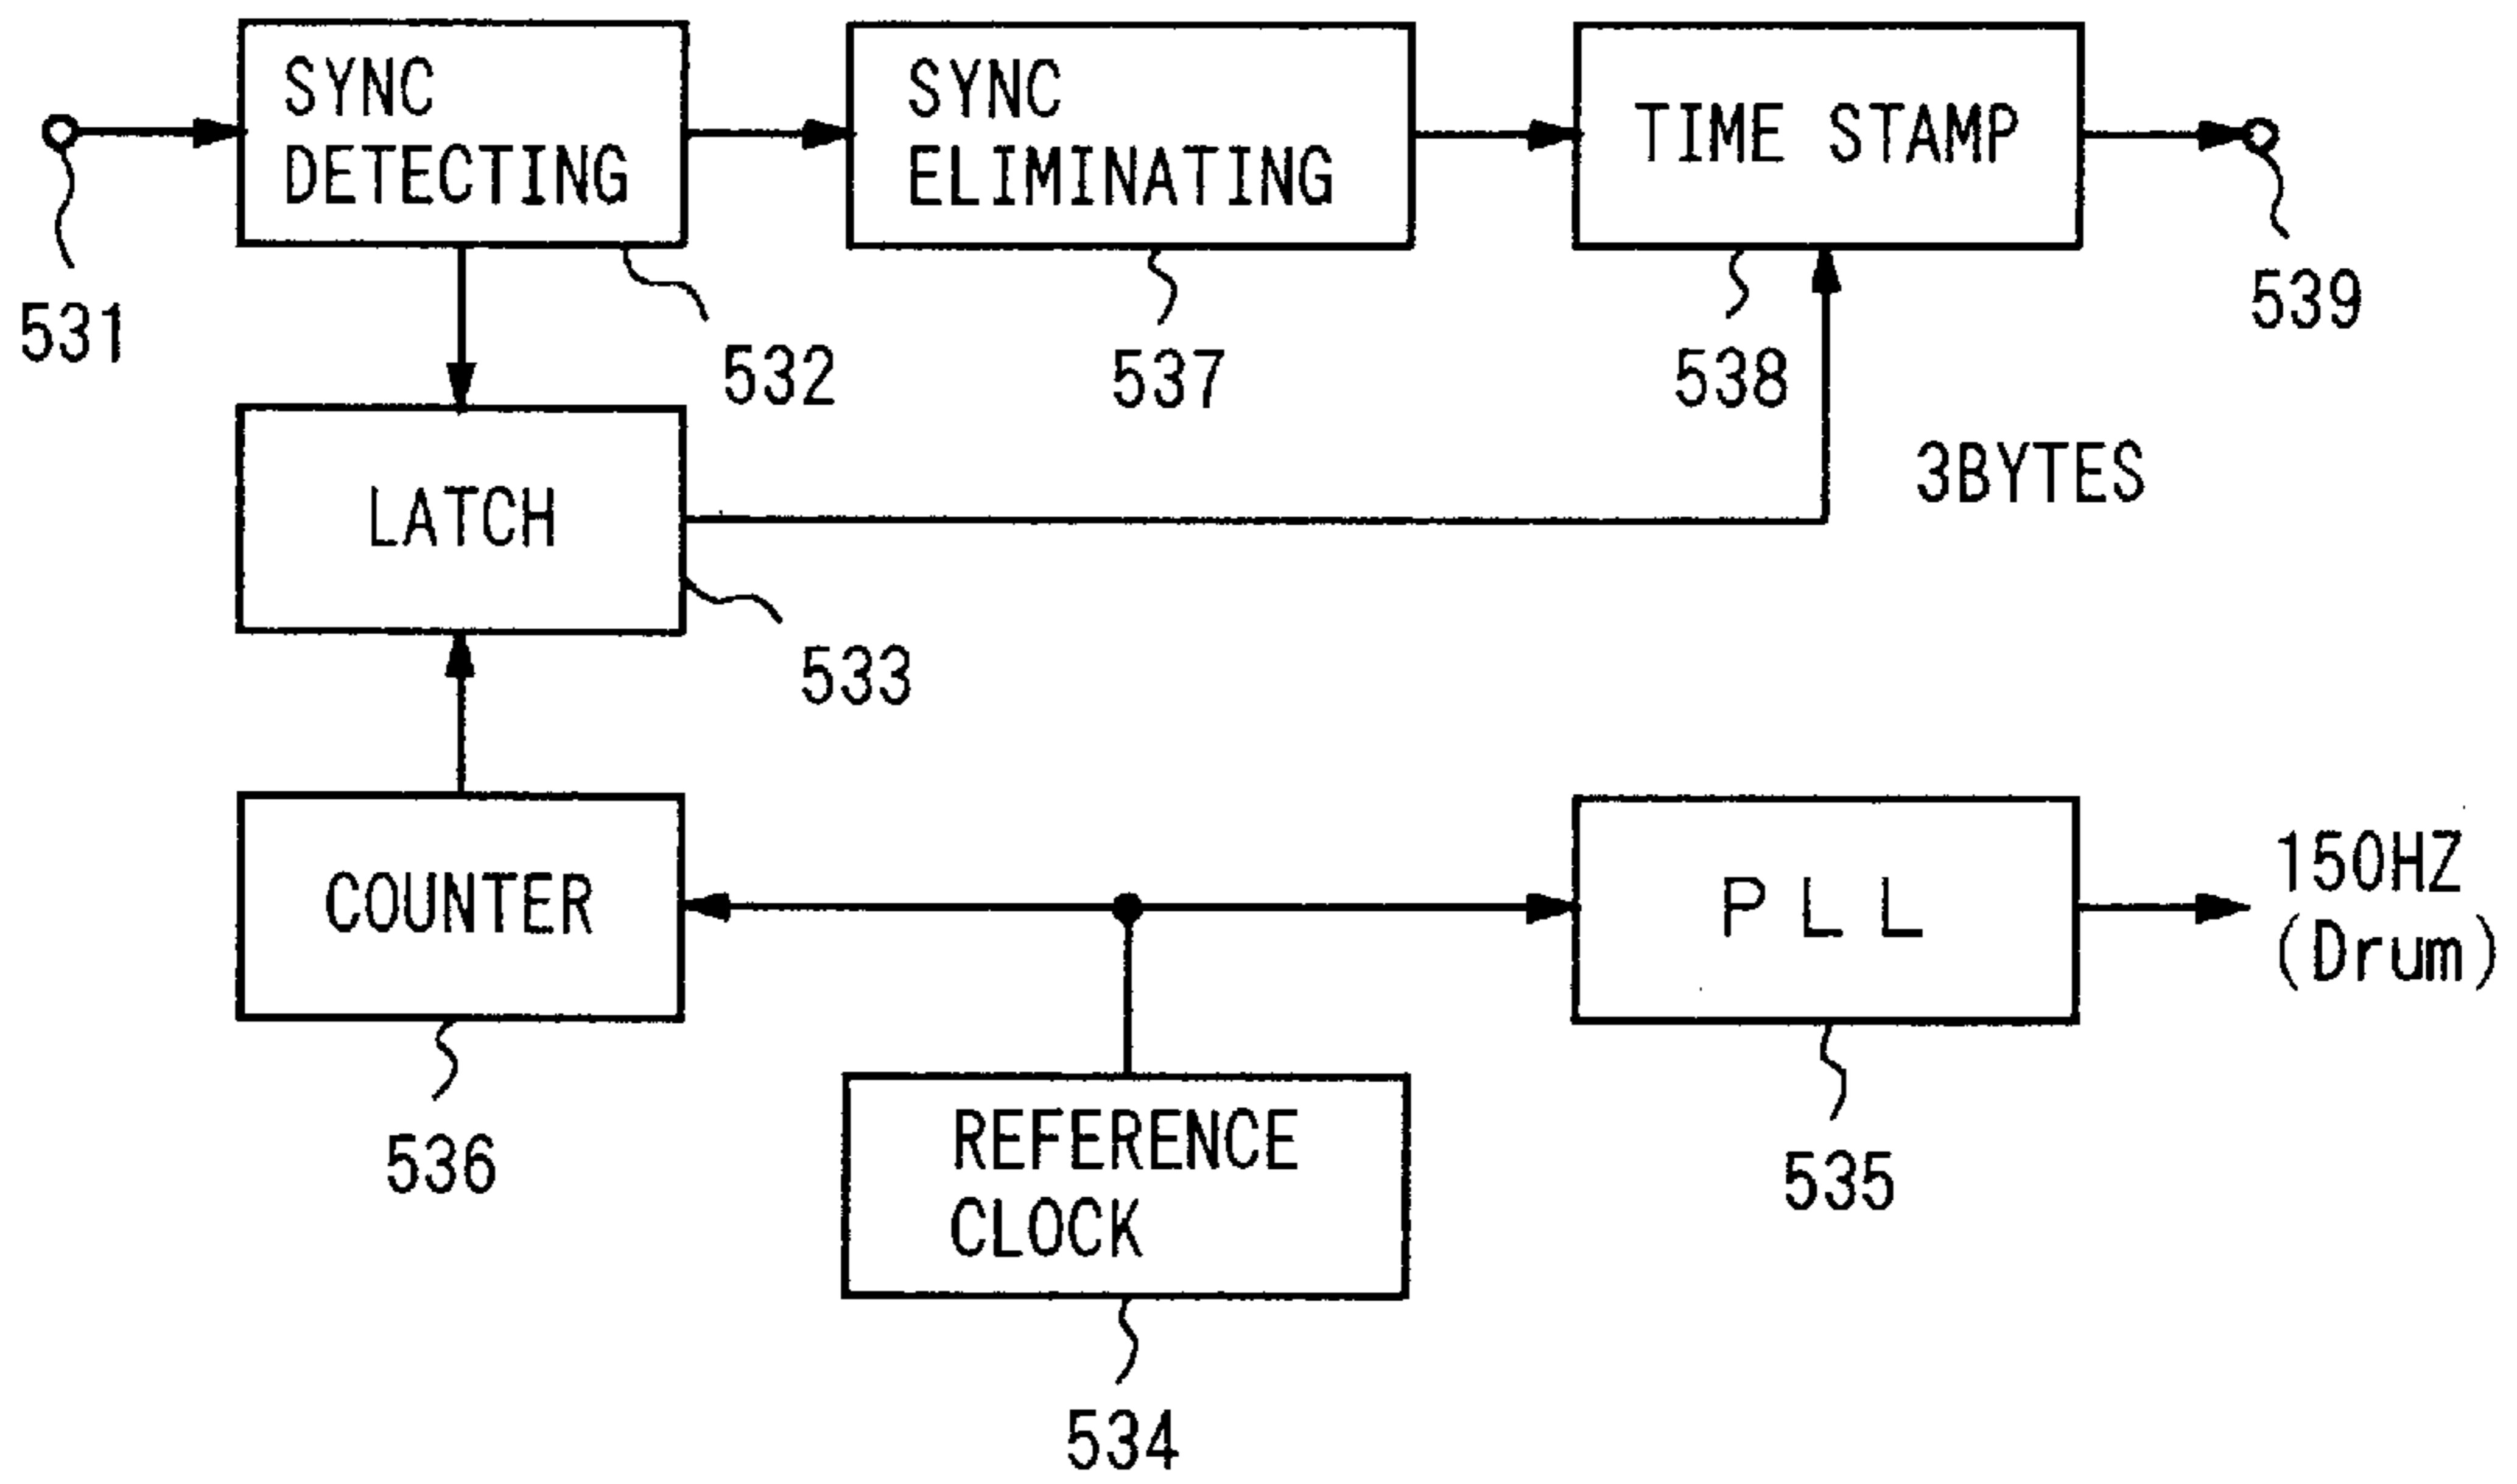 SYNC
DETECTING
SYNC
ELIMINATING
TIME STAMP
531
532
537
538
539
LATCH
3BYTES
533
COUNTER
PLL
150HZ
(Drum)
536
REFERENCE
CLOCK
535
534